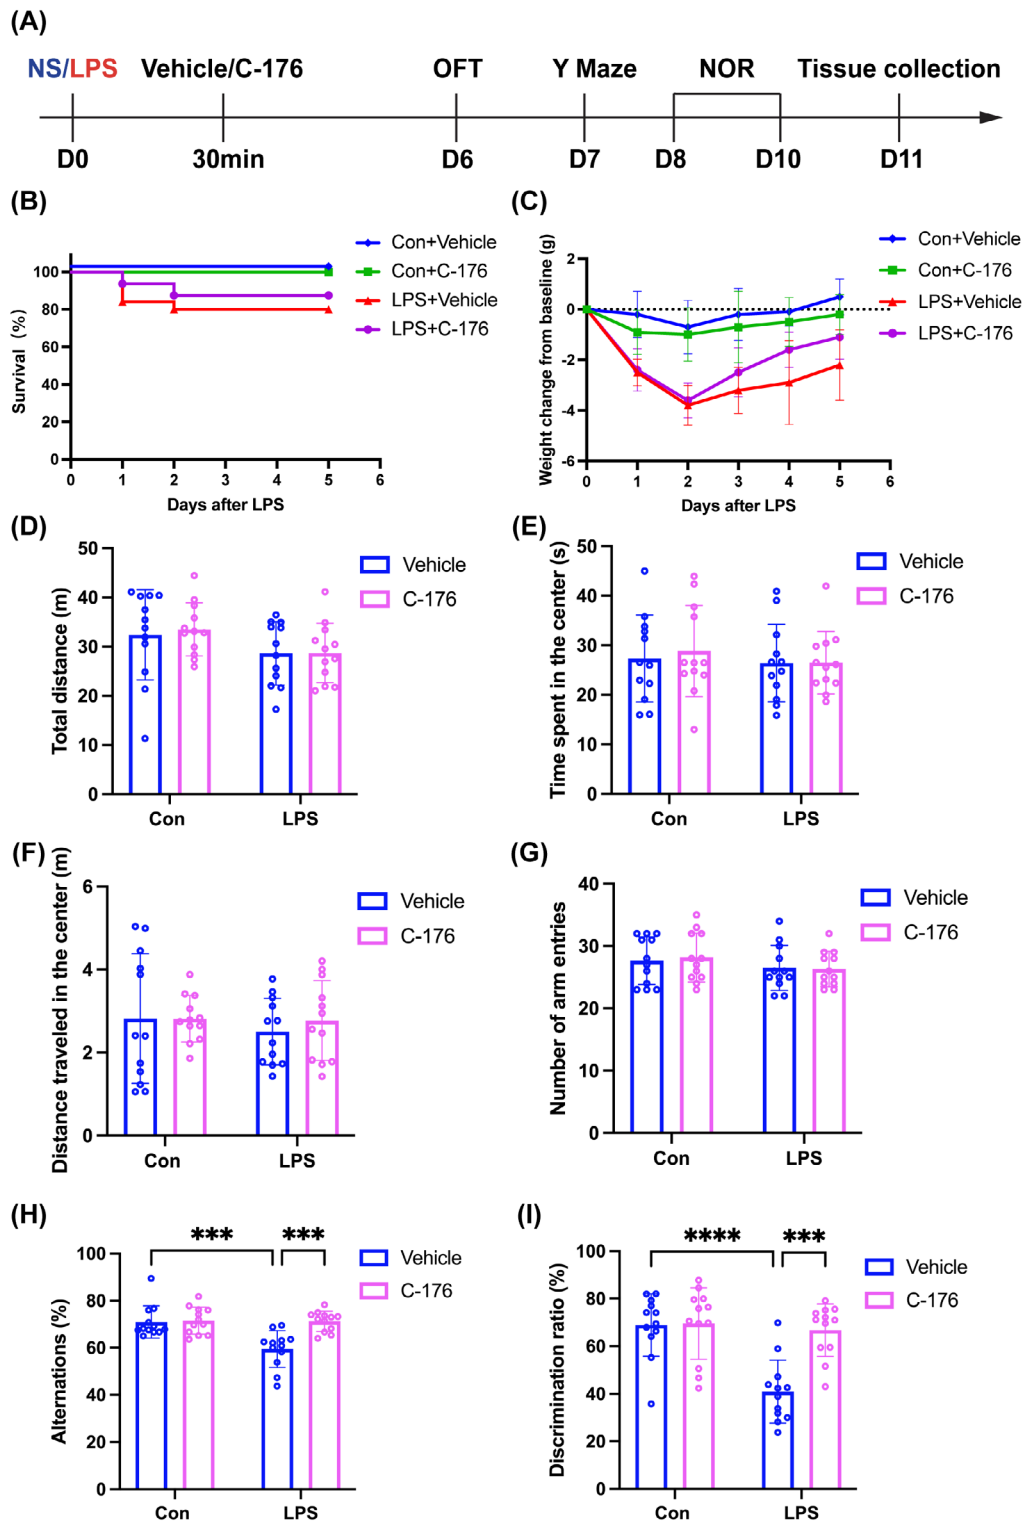 (A)
NS/LPS Vehicle/C-176 OFT Y Maze NOR Tissue collection
D0 30min D6 D7 D8 D10 D11
(B)
Con+Vehicle
Con+C-176
LPS+Vehicle
LPS+C-176
Survival (%)
100
80
60
40
20
0
0 1 2 3 4 5 6
Days after LPS
(C)
Con+Vehicle
Con+C-176
LPS+Vehicle
LPS+C-176
Weight change from baseline (g)
2
0
-2
-4
-6
0 1 2 3 4 5 6
Days after LPS
(D)
Vehicle
C-176
Total distance (m)
50
40
30
20
10
0
Con LPS
(E)
Vehicle
C-176
Time spent in the center (s)
50
40
30
20
10
0
Con LPS
(F)
Vehicle
C-176
Distance traveled in the center (m)
6
4
2
0
Con LPS
(G)
Vehicle
C-176
Number of arm entries
40
30
20
10
0
Con LPS
(H)
*** ***
Vehicle
C-176
Alternations (%)
100
80
60
40
20
0
Con LPS
(I)
**** ***
Vehicle
C-176
Discrimination ratio (%)
100
80
60
40
20
0
Con LPS